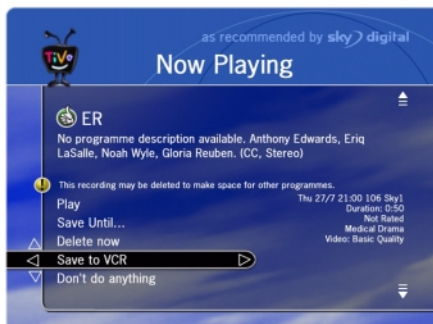 as recommended by sky digital
TiVo
Now Playing
ER
No programme description available. Anthony Edwards, Eriq
LaSalle, Noah Wyle, Gloria Reuben. (CC, Stereo)
This recording may be deleted to make space for other programmes.
Play
Save Until...
Delete now
Save to VCR
Don't do anything
Thu 27/7 21:00 106 Sky1
Duration: 0:50
Not Rated
Medical Drama
Video: Basic Quality